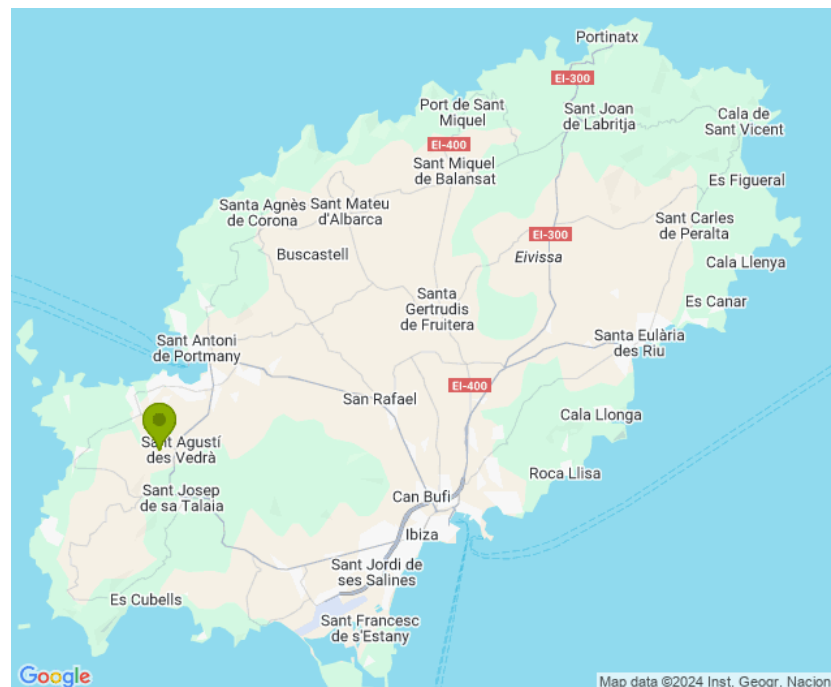 Portinatx
EI-300
Port de Sant
Miquel
Sant Joan
de Labritja
Cala de
Sant Vicent
EI-400
Sant Miquel
de Balansat
Es Figueral
Santa Agnès
de Corona
Sant Mateu
d'Albarca
Sant Carles
de Peralta
EI-300
Buscastell
Eivissa
Cala Llenya
Santa
Gertrudis
de Fruitera
Es Canar
Sant Antoni
de Portmany
Santa Eulària
des Riu
EI-400
San Rafael
Cala Llonga
Sant Agustí
des Vedrà
Roca Llisa
Sant Josep
de sa Talaia
Can Bufi
Ibiza
Sant Jordi de
ses Salines
Es Cubells
Sant Francesc
de s'Estany
Google
Map data ©2024 Inst. Geogr. Nacion